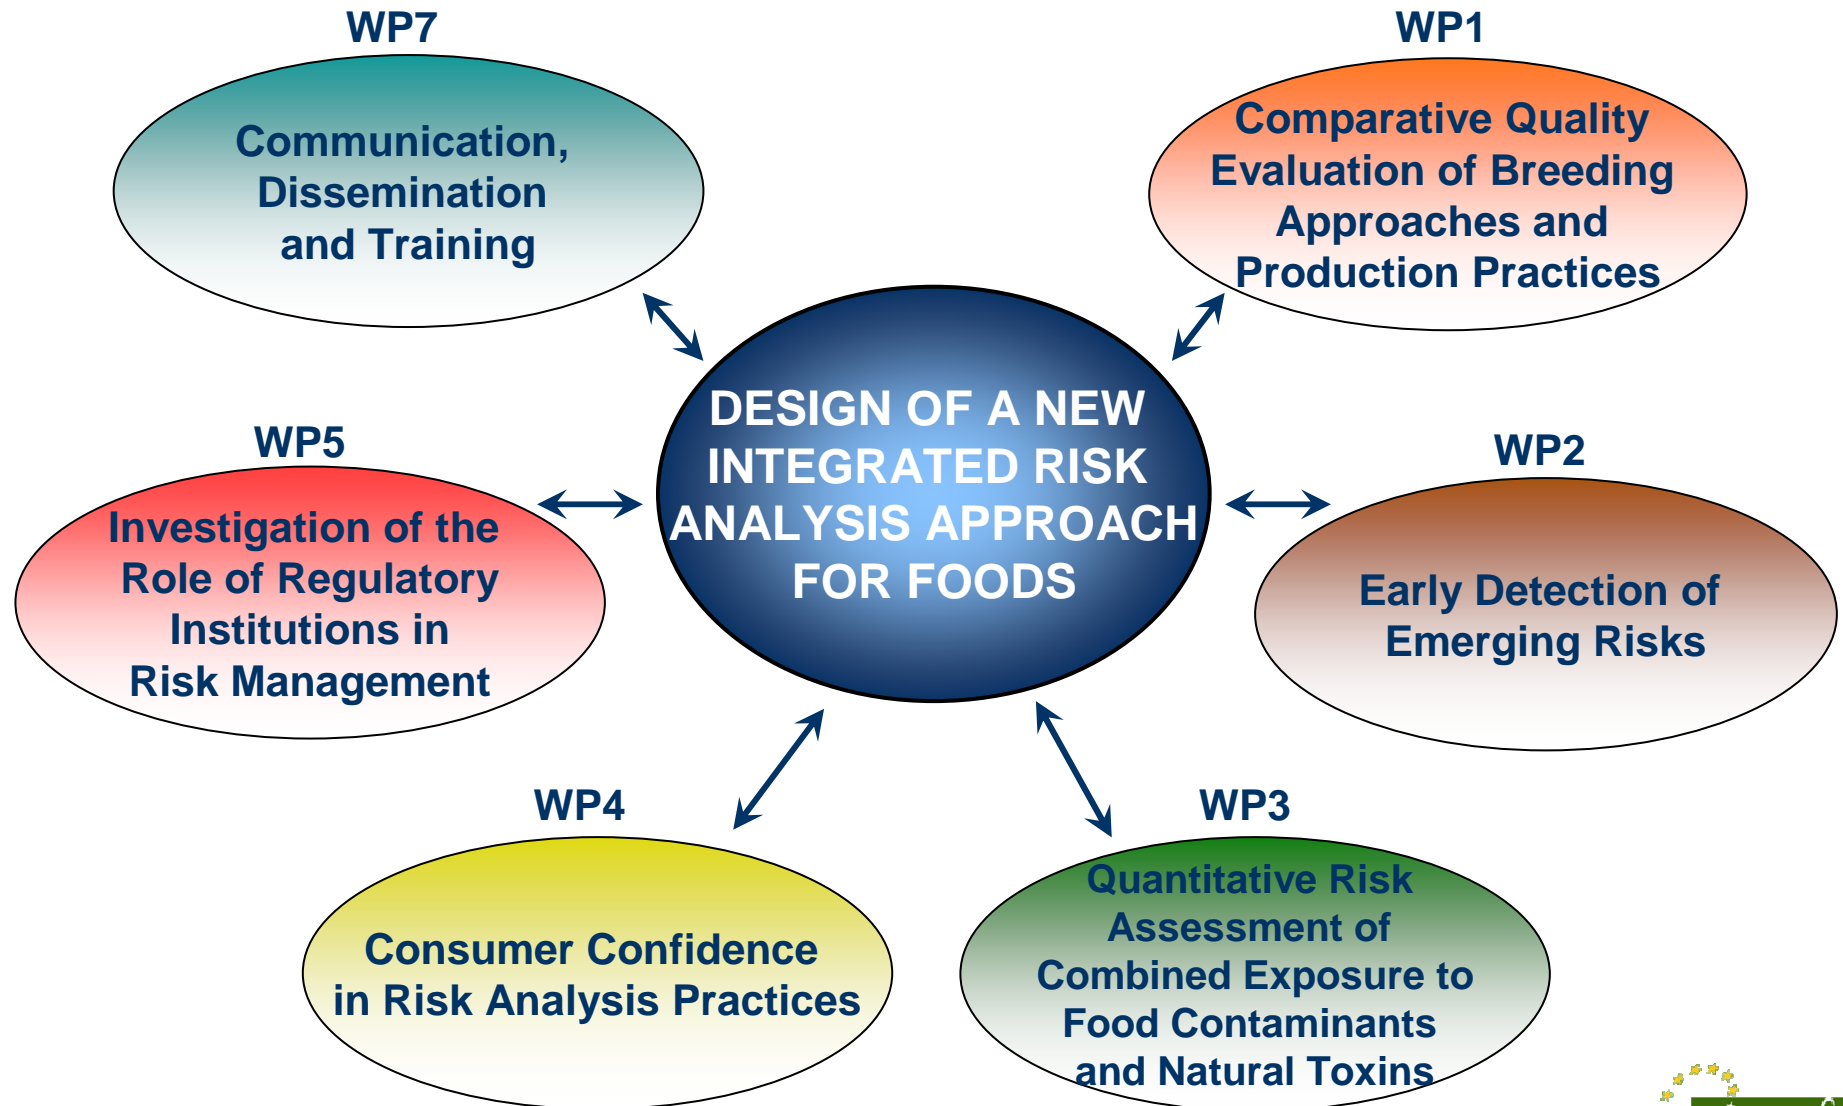 WP7
Communication,
Dissemination
and Training
WP1
Comparative Quality
Evaluation of Breeding
Approaches and
Production Practices
DESIGN OF A NEW
INTEGRATED RISK
ANALYSIS APPROACH
FOR FOODS
WP5
Investigation of the
Role of Regulatory
Institutions in
Risk Management
WP2
Early Detection of
Emerging Risks
WP4
Consumer Confidence
in Risk Analysis Practices
WP3
Quantitative Risk
Assessment of
Combined Exposure to
Food Contaminants
and Natural Toxins